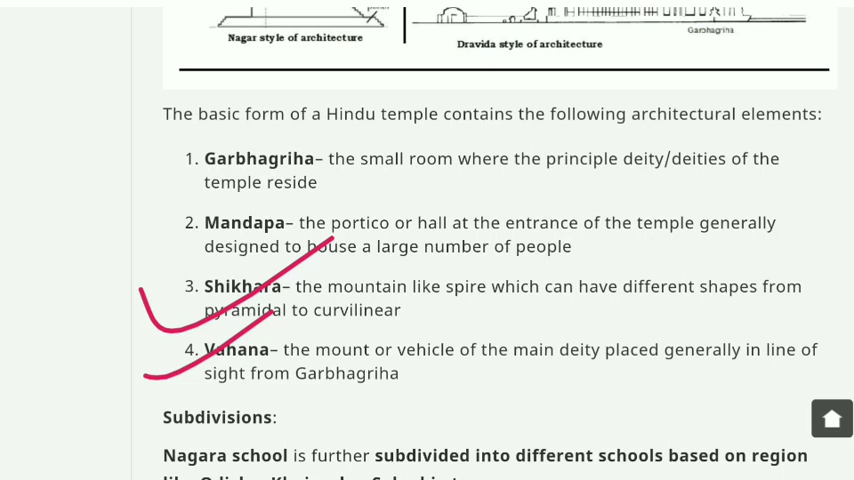 Nagar style of architecture
Dravida style of architecture
Garbhagriha
The basic form of a Hindu temple contains the following architectural elements:
1. Garbhagriha– the small room where the principle deity/deities of the
temple reside
2. Mandapa– the portico or hall at the entrance of the temple generally
designed to house a large number of people
3. Shikhara– the mountain like spire which can have different shapes from
pyramidal to curvilinear
4. Vahana– the mount or vehicle of the main deity placed generally in line of
sight from Garbhagriha
Subdivisions:
Nagara school is further subdivided into different schools based on region